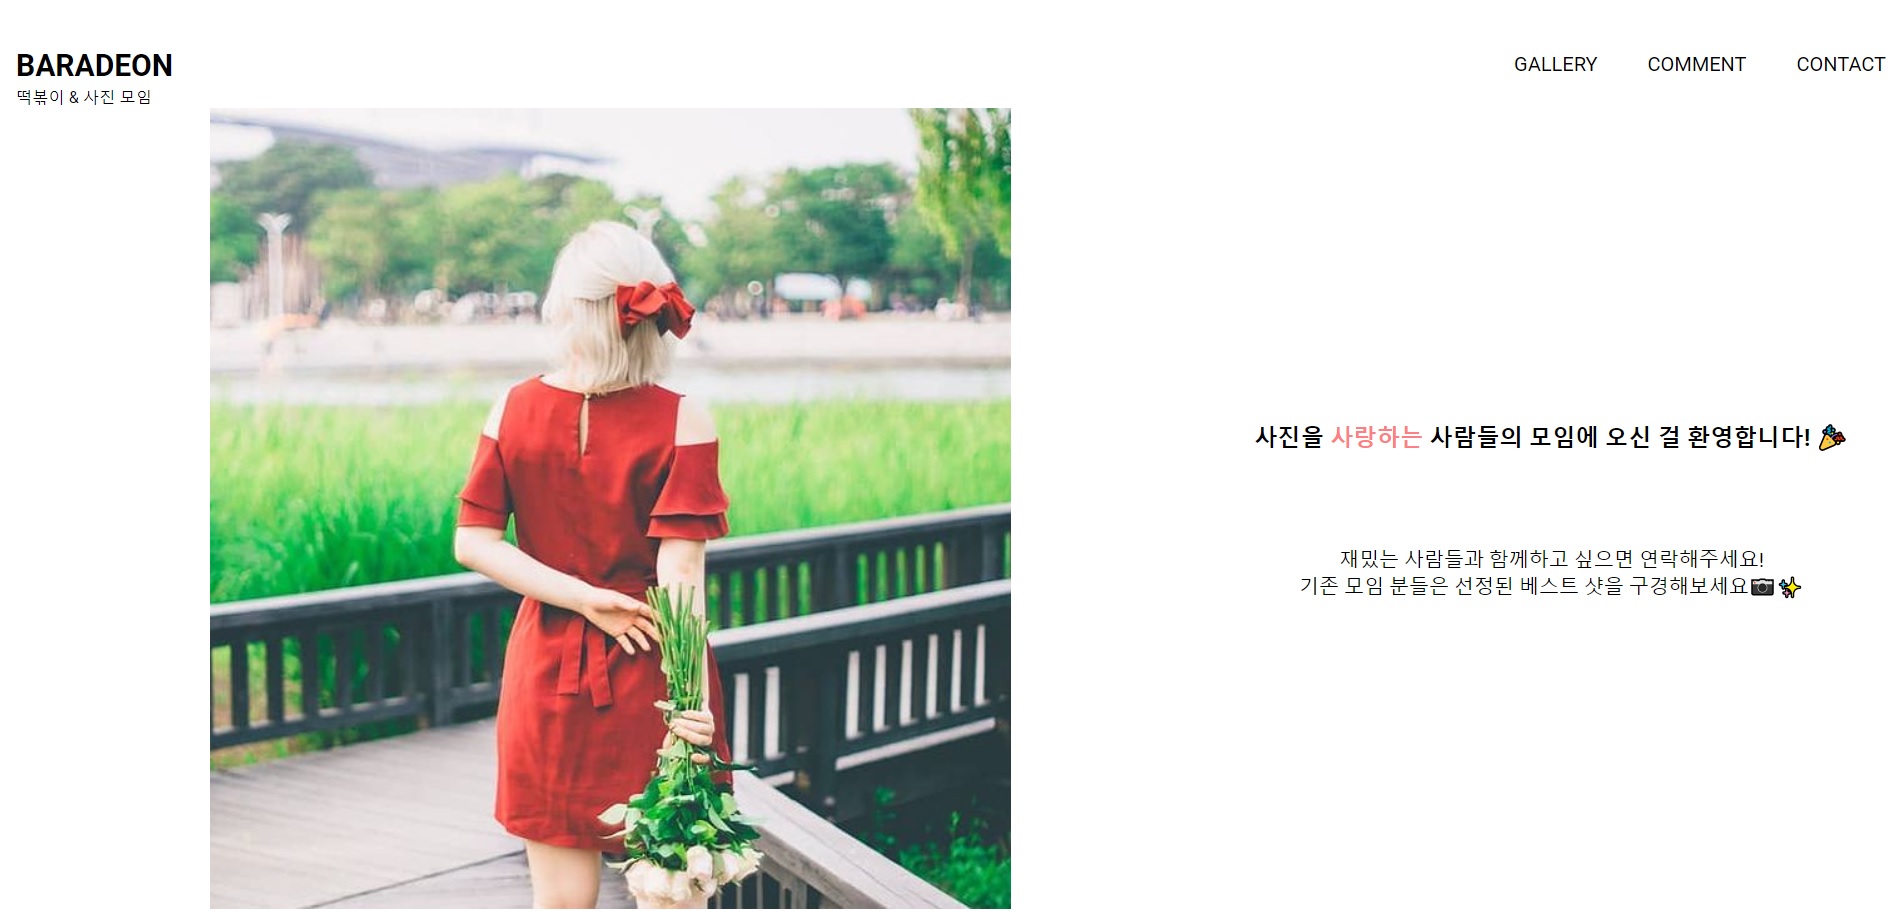 BARADEON
떡볶이 & 사진 모임
GALLERY COMMENT CONTACT
사진을 사랑하는 사람들의 모임에 오신 걸 환영합니다! 🎉
재밌는 사람들과 함께하고 싶으면 연락해주세요!
기존 모임 분들은 선정된 베스트 샷을 구경해보세요📷✨